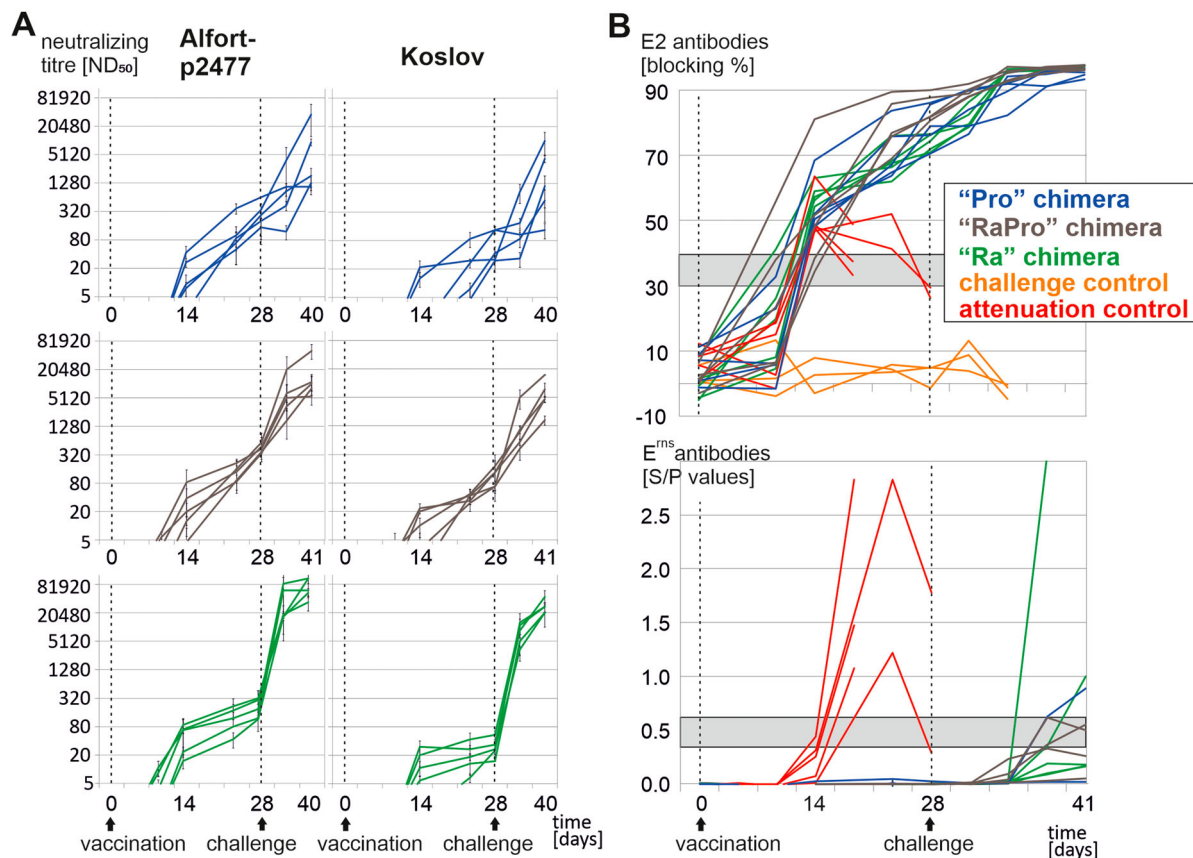 A
neutralizing
titre [ND₅₀]
Alfort-
p2477
Koslov
81920
20480
5120
1280
320
80
20
5
0 14 28 40 0 14 28 40
81920
20480
5120
1280
320
80
20
5
0 14 28 41 0 14 28 41
81920
20480
5120
1280
320
80
20
5
0 14 28 40 0 14 28 40
time
[days]
vaccination challenge vaccination challenge
B
E2 antibodies
[blocking %]
90
70
50
30
10
-10
"Pro" chimera
"RaPro" chimera
"Ra" chimera
challenge control
attenuation control
Eʳⁿˢ antibodies
[S/P values]
2.5
2.0
1.5
1.0
0.5
0.0
0 14 28 41
time
[days]
vaccination challenge